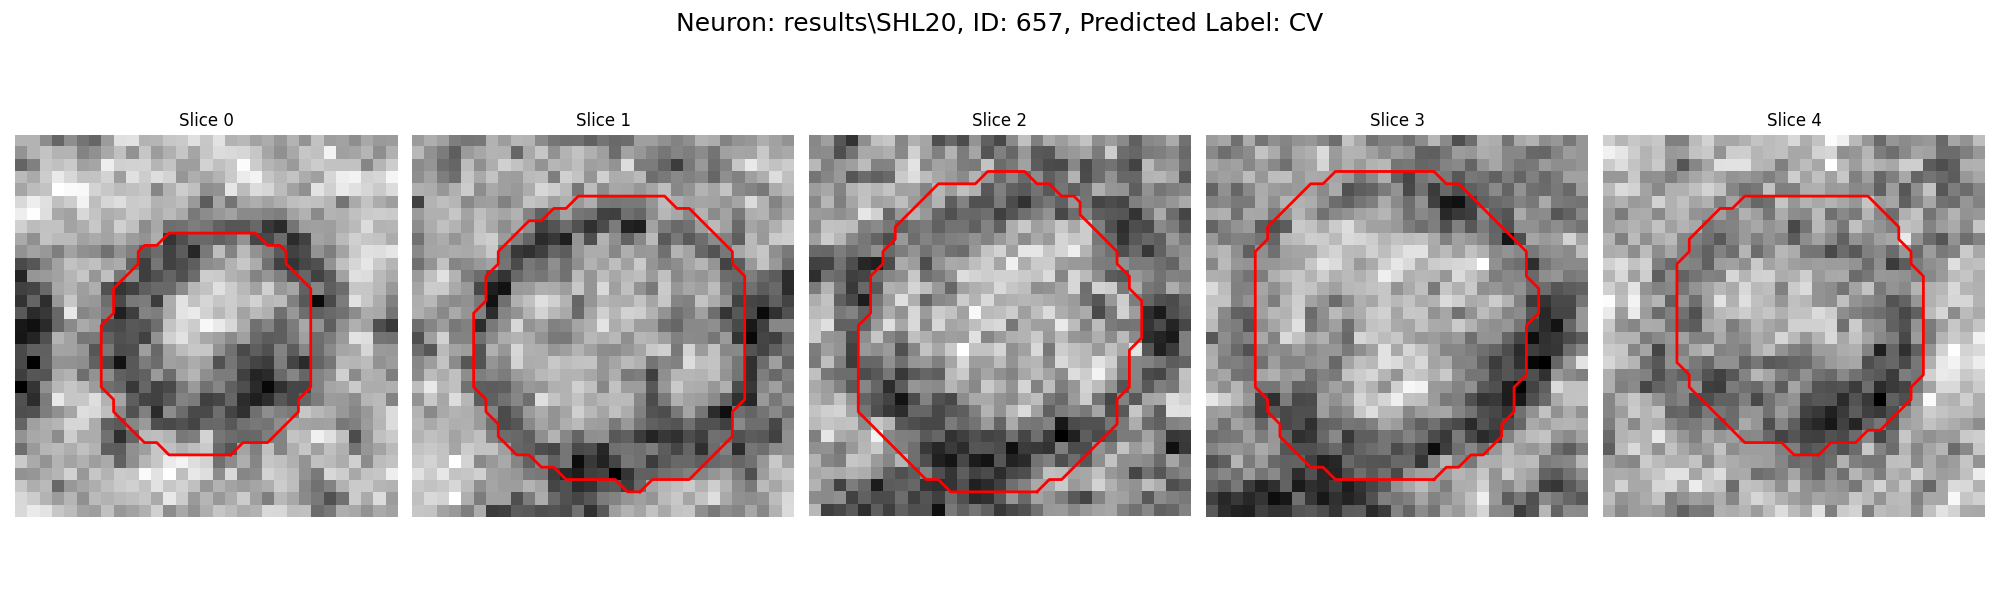 Neuron: results\SHL20, ID: 657, Predicted Label: CV
Slice 0
Slice 1
Slice 2
Slice 3
Slice 4